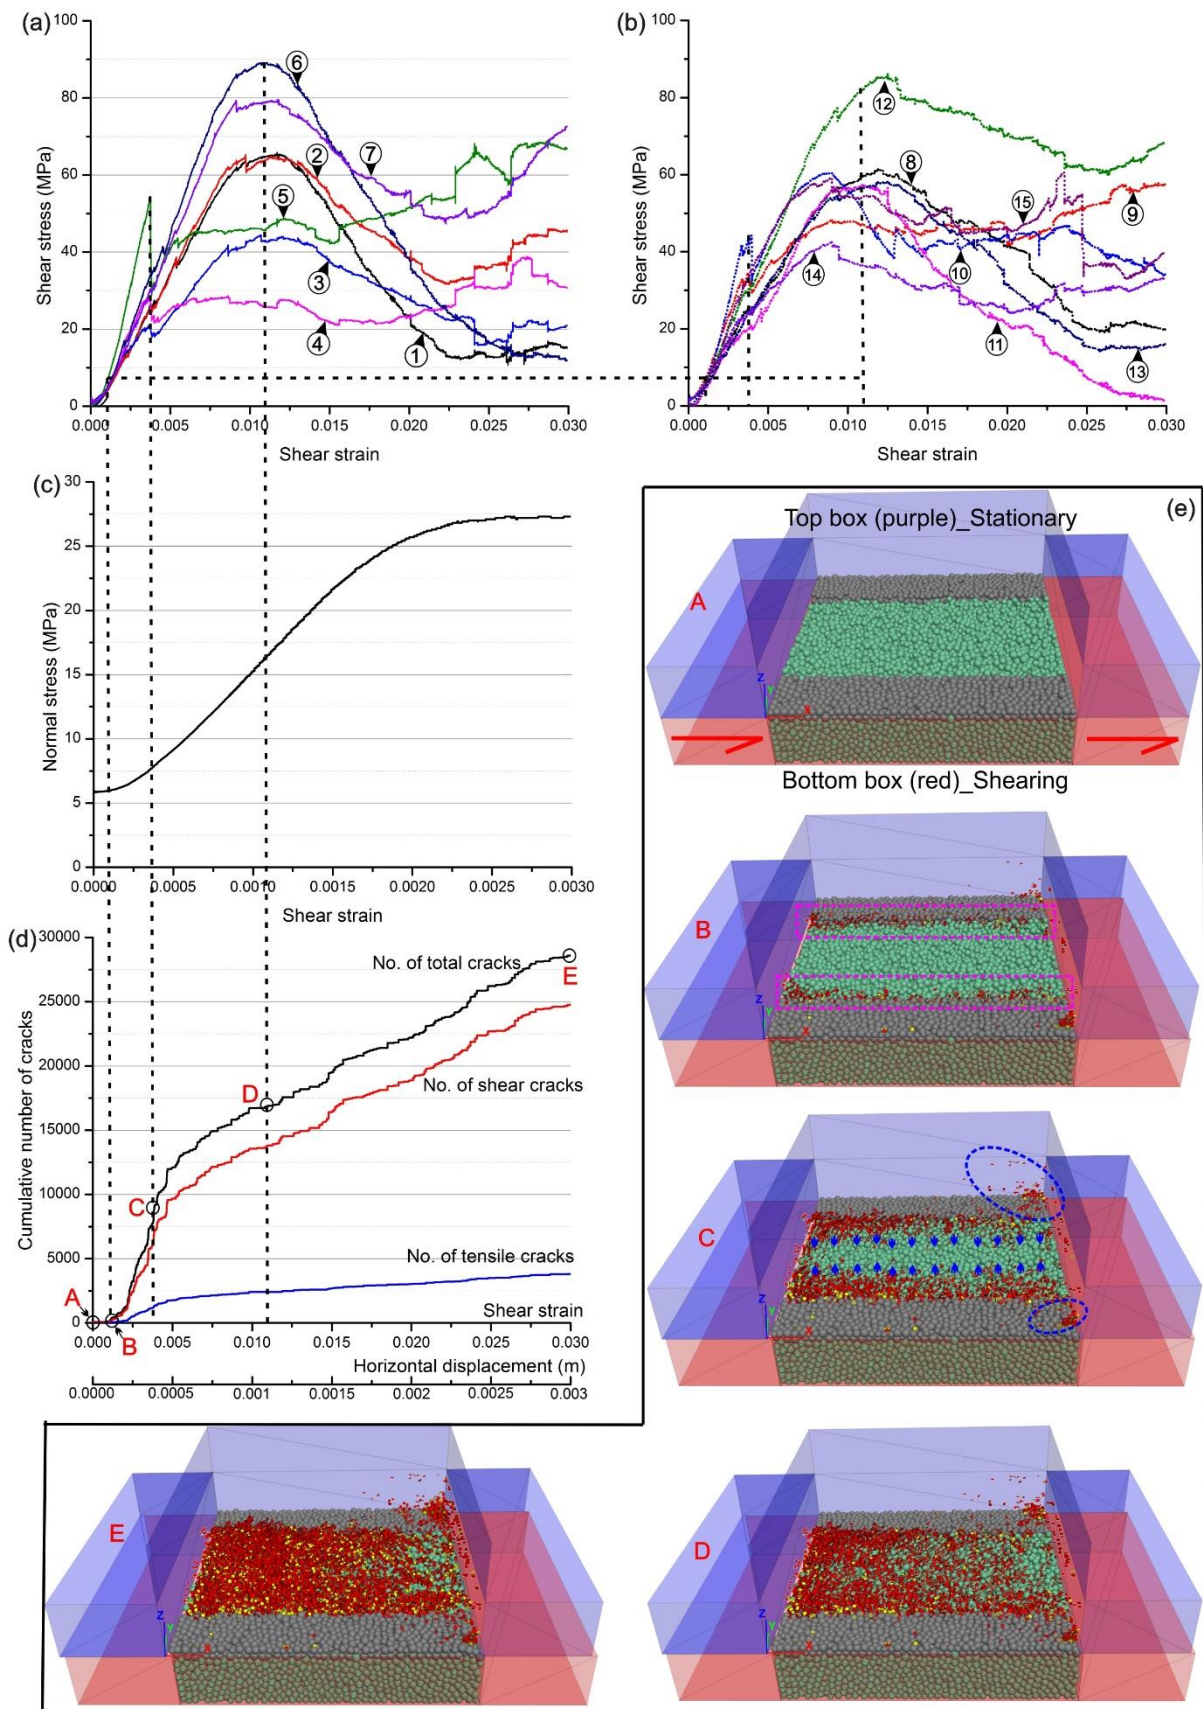 (a)
100
80
60
40
20
0
Shear stress (MPa)
6
2
7
5
3
4
1
0.000 0.005 0.010 0.015 0.020 0.025 0.030
Shear strain
(b)
100
80
60
40
20
0
Shear stress (MPa)
12
8
15
9
14
10
11
13
0.000 0.005 0.010 0.015 0.020 0.025 0.030
Shear strain
(c)
30
25
20
15
10
5
0
Normal stress (MPa)
0.0000 0.0005 0.0010 0.0015 0.0020 0.0025 0.0030
Shear strain
(d)
30000
25000
20000
15000
10000
5000
0
Cumulative number of cracks
No. of total cracks
E
No. of shear cracks
D
C
No. of tensile cracks
A
B
Shear strain
0.000 0.005 0.010 0.015 0.020 0.025 0.030
Horizontal displacement (m)
0.0000 0.0005 0.001 0.0015 0.002 0.0025 0.003
(e)
Top box (purple)_Stationary
A
Z
Y
X
Bottom box (red)_Shearing
B
Z
Y
X
C
Z
Y
X
E
Z
Y
X
D
Z
Y
X